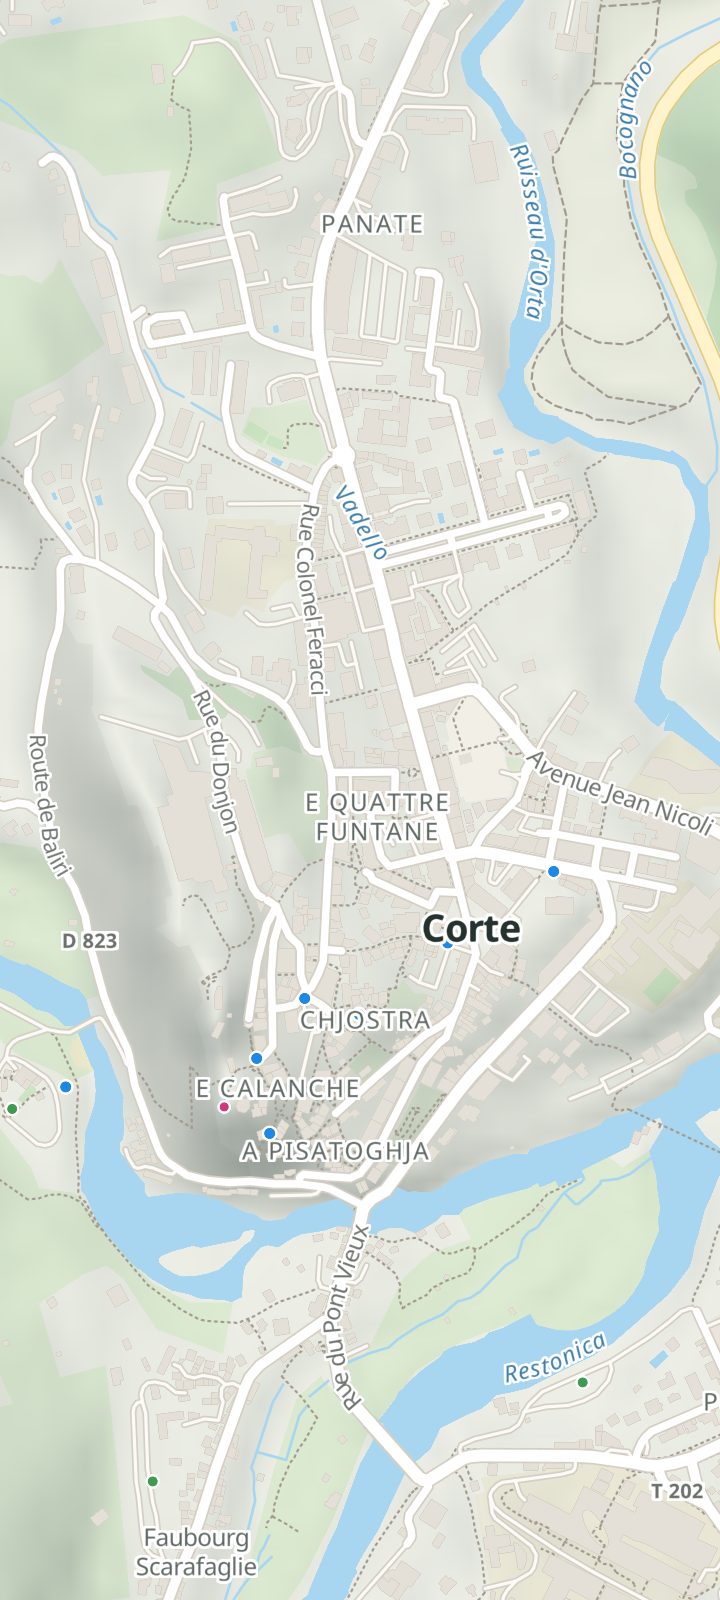 Bocognano
Ruisseau d'Orta
PANATE
Vadello
Rue Colonel Feracci
Rue du Donjon
Route de Baliri
Avenue Jean Nicoli
E QUATTRE
FUNTANE
Corte
D 823
CHJOSTRA
E CALANCHE
A PISATOGHJA
Rue du Pont Vieux
Restonica
P
T 202
Faubourg
Scarafaglie